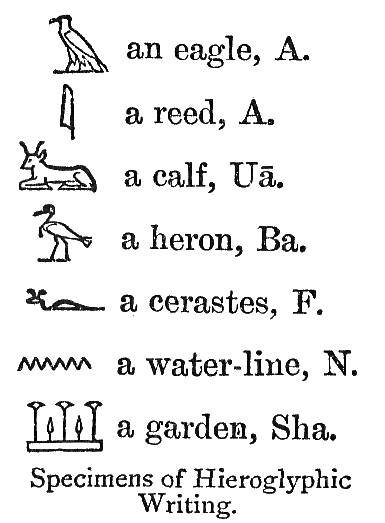 an eagle, A.
a reed, A.
a calf, Uā.
a heron, Ba.
a cerastes, F.
a water-line, N.
a garden, Sha.
Specimens of Hieroglyphic
Writing.